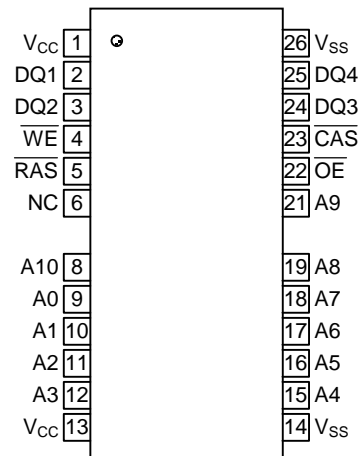 VCC 1 26 VSS
DQ1 2 25 DQ4
DQ2 3 24 DQ3
WE 4 23 CAS
RAS 5 22 OE
NC 6 21 A9
A10 8 19 A8
A0 9 18 A7
A1 10 17 A6
A2 11 16 A5
A3 12 15 A4
VCC 13 14 VSS